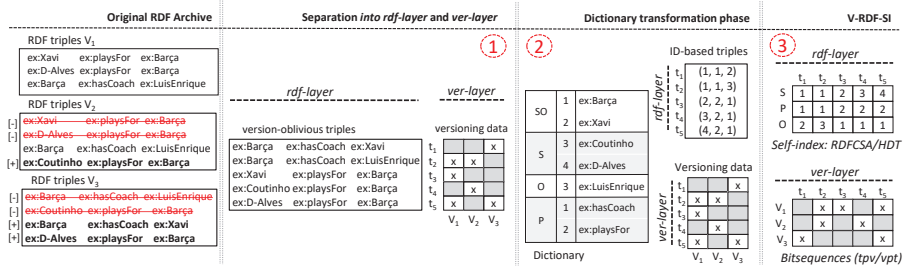 Original RDF Archive
RDF triples V1
ex:Xavi ex:playsFor ex:Barça
ex:D-Alves ex:playsFor ex:Barça
ex:Barça ex:hasCoach ex:LuisEnrique
RDF triples V2
[-] ex:Xavi ex:playsFor ex:Barça
[-] ex:D-Alves ex:playsFor ex:Barça
ex:Barça ex:hasCoach ex:LuisEnrique
[+] ex:Coutinho ex:playsFor ex:Barça
RDF triples V3
[-] ex:Barça ex:hasCoach ex:LuisEnrique
[-] ex:Coutinho ex:playsFor ex:Barça
[+] ex:Barça ex:hasCoach ex:Xavi
[+] ex:D-Alves ex:playsFor ex:Barça
Separation into rdf-layer and ver-layer
1
rdf-layer
version-oblivious triples
ex:Barça ex:hasCoach ex:Xavi
ex:Barça ex:hasCoach ex:LuisEnrique
ex:Xavi ex:playsFor ex:Barça
ex:Coutinho ex:playsFor ex:Barça
ex:D-Alves ex:playsFor ex:Barça
ver-layer
versioning data
t1 x
t2 x x
t3 x
t4 x
t5 x x
V1 V2 V3
Dictionary transformation phase
2
SO 1 ex:Barça
2 ex:Xavi
S 3 ex:Coutinho
4 ex:D-Alves
O 3 ex:LuisEnrique
P 1 ex:hasCoach
2 ex:playsFor
Dictionary
ID-based triples
rdf-layer
t1 (1, 1, 2)
t2 (1, 1, 3)
t3 (2, 2, 1)
t4 (3, 2, 1)
t5 (4, 2, 1)
Versioning data
ver-layer
t1 x
t2 x x
t3 x
t4 x
t5 x x
V1 V2 V3
V-RDF-SI
3
rdf-layer
t1 t2 t3 t4 t5
S 1 1 2 3 4
P 1 1 2 2 2
O 2 3 1 1 1
Self-index: RDFCSA/HDT
ver-layer
t1 t2 t3 t4 t5
V1 x x x
V2 x x
V3 x x
Bitsequences (tpv/vpt)